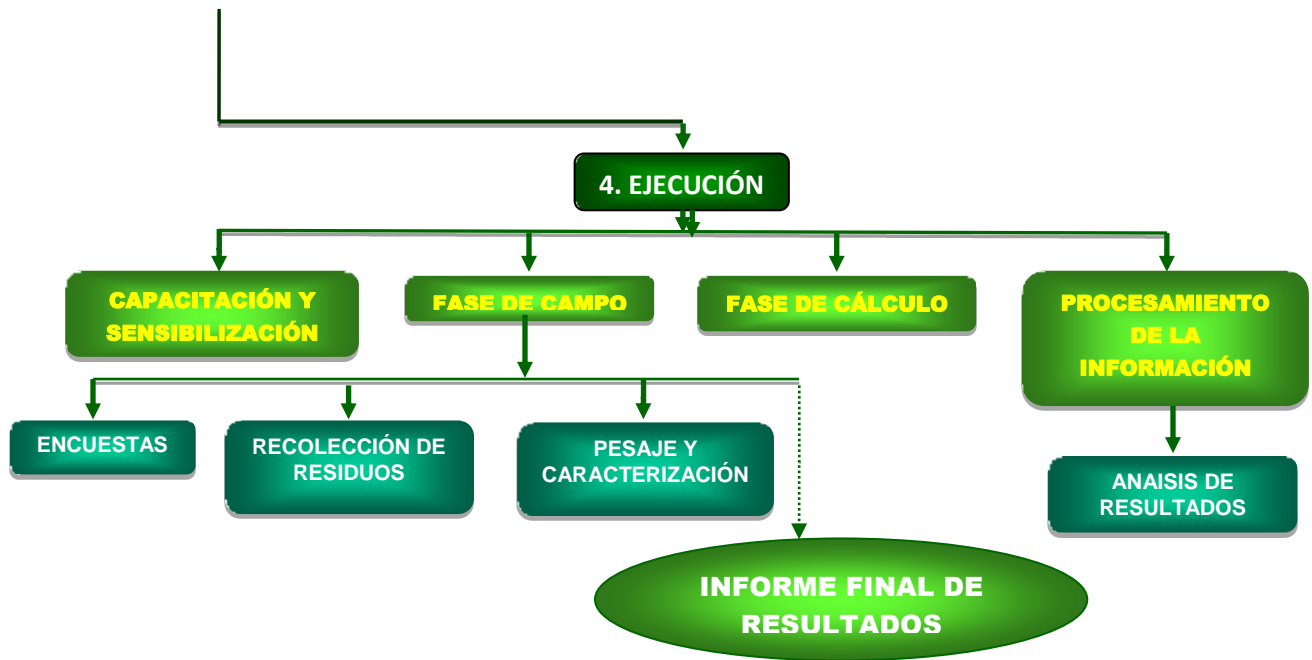 4. EJECUCIÓN
CAPACITACIÓN Y
SENSIBILIZACIÓN
FASE DE CAMPO
FASE DE CÁLCULO
PROCESAMIENTO
DE LA
INFORMACIÓN
ENCUESTAS
RECOLECCIÓN DE
RESIDUOS
PESAJE Y
CARACTERIZACIÓN
ANAISIS DE
RESULTADOS
INFORME FINAL DE
RESULTADOS